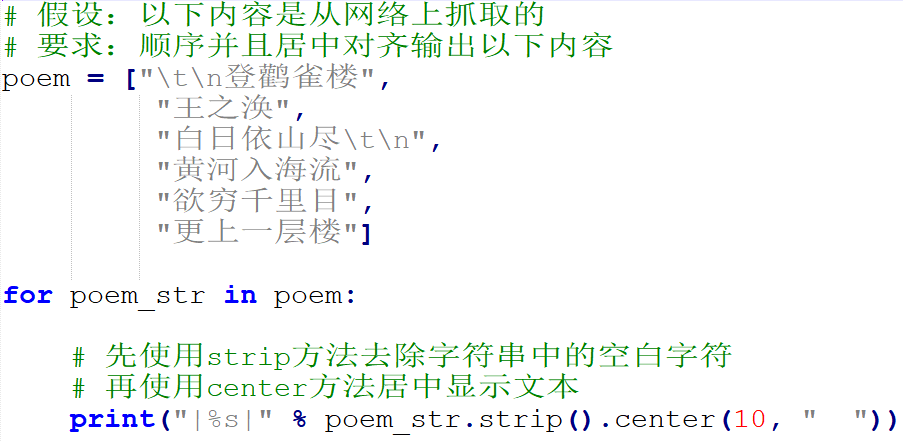 # 假设：以下内容是从网络上抓取的
# 要求：顺序并且居中对齐输出以下内容
poem = ["\t\n登鹳雀楼",
        "王之涣",
        "白日依山尽\t\n",
        "黄河入海流",
        "欲穷千里目",
        "更上一层楼"]
for poem_str in poem:
    # 先使用strip方法去除字符串中的空白字符
    # 再使用center方法居中显示文本
    print("|%s|" % poem_str.strip().center(10, "　"))